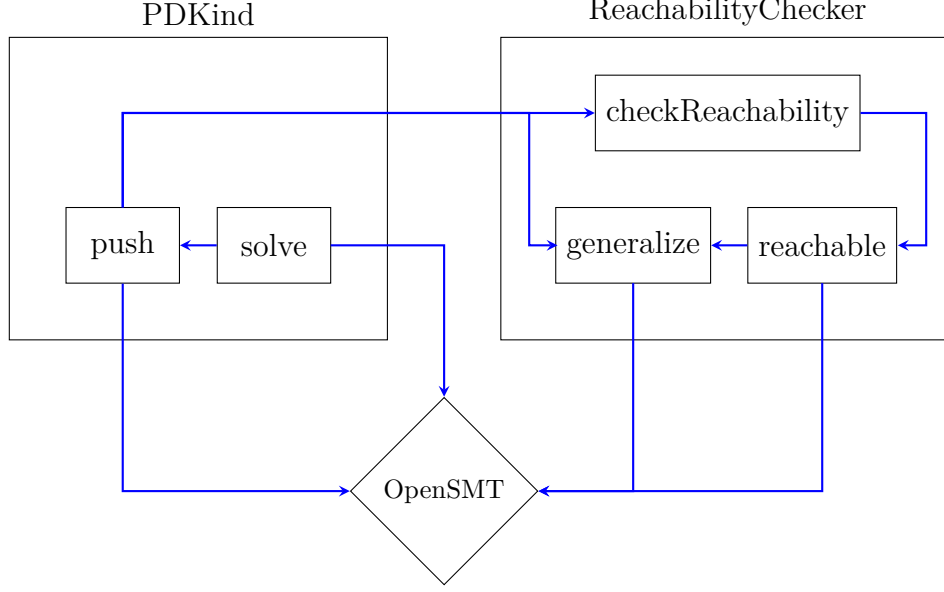 PDKind
ReachabilityChecker
checkReachability
push
solve
generalize
reachable
OpenSMT